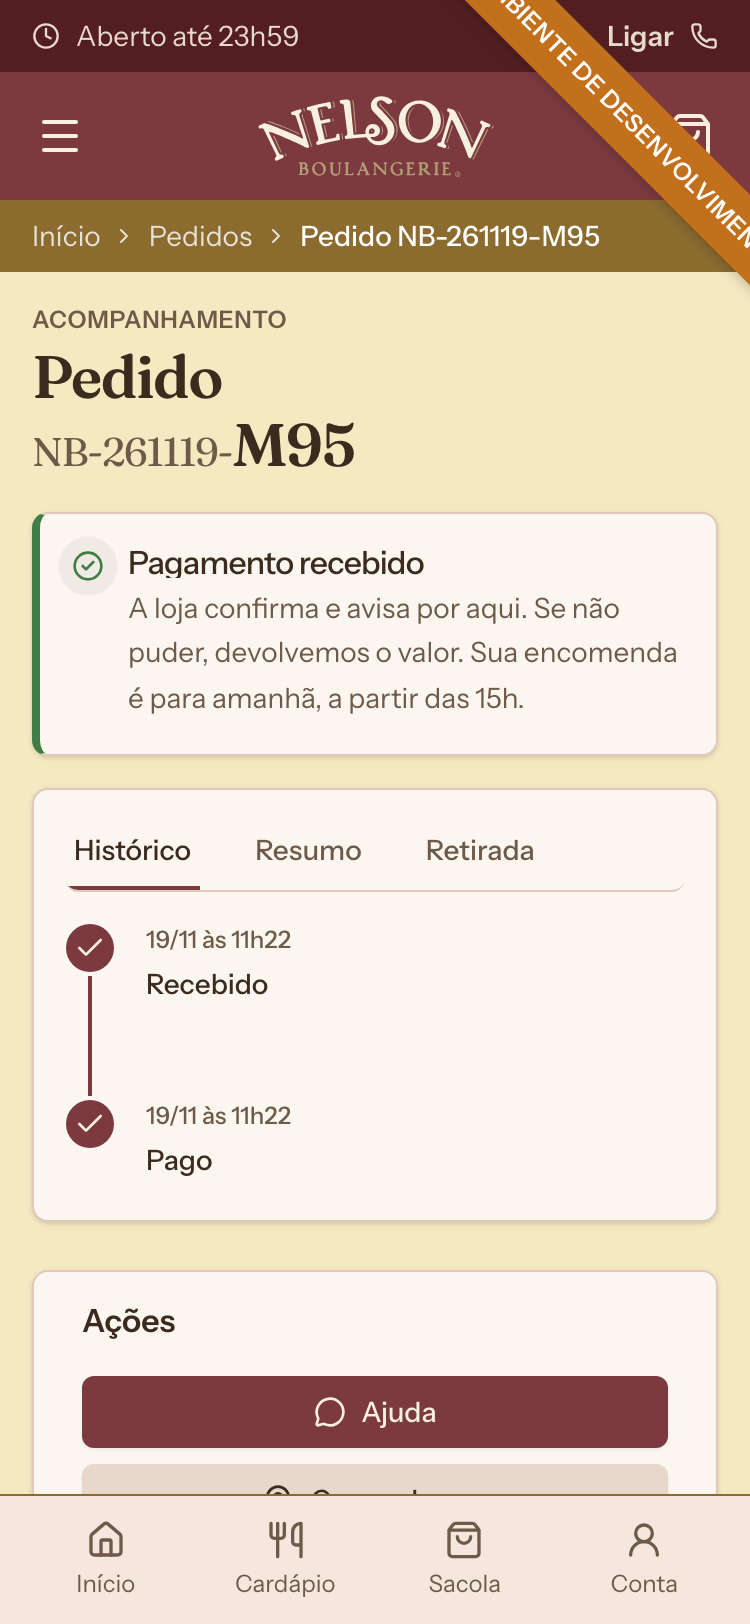 Aberto até 23h59
Ligar
AMBIENTE DE DESENVOLVIMEN
NELSON
BOULANGERIE
Início > Pedidos > Pedido NB-261119-M95
ACOMPANHAMENTO
Pedido
NB-261119-M95
Pagamento recebido
A loja confirma e avisa por aqui. Se não
puder, devolvemos o valor. Sua encomenda
é para amanhã, a partir das 15h.
Histórico Resumo Retirada
19/11 às 11h22
Recebido
19/11 às 11h22
Pago
Ações
Ajuda
Início Cardápio Sacola Conta